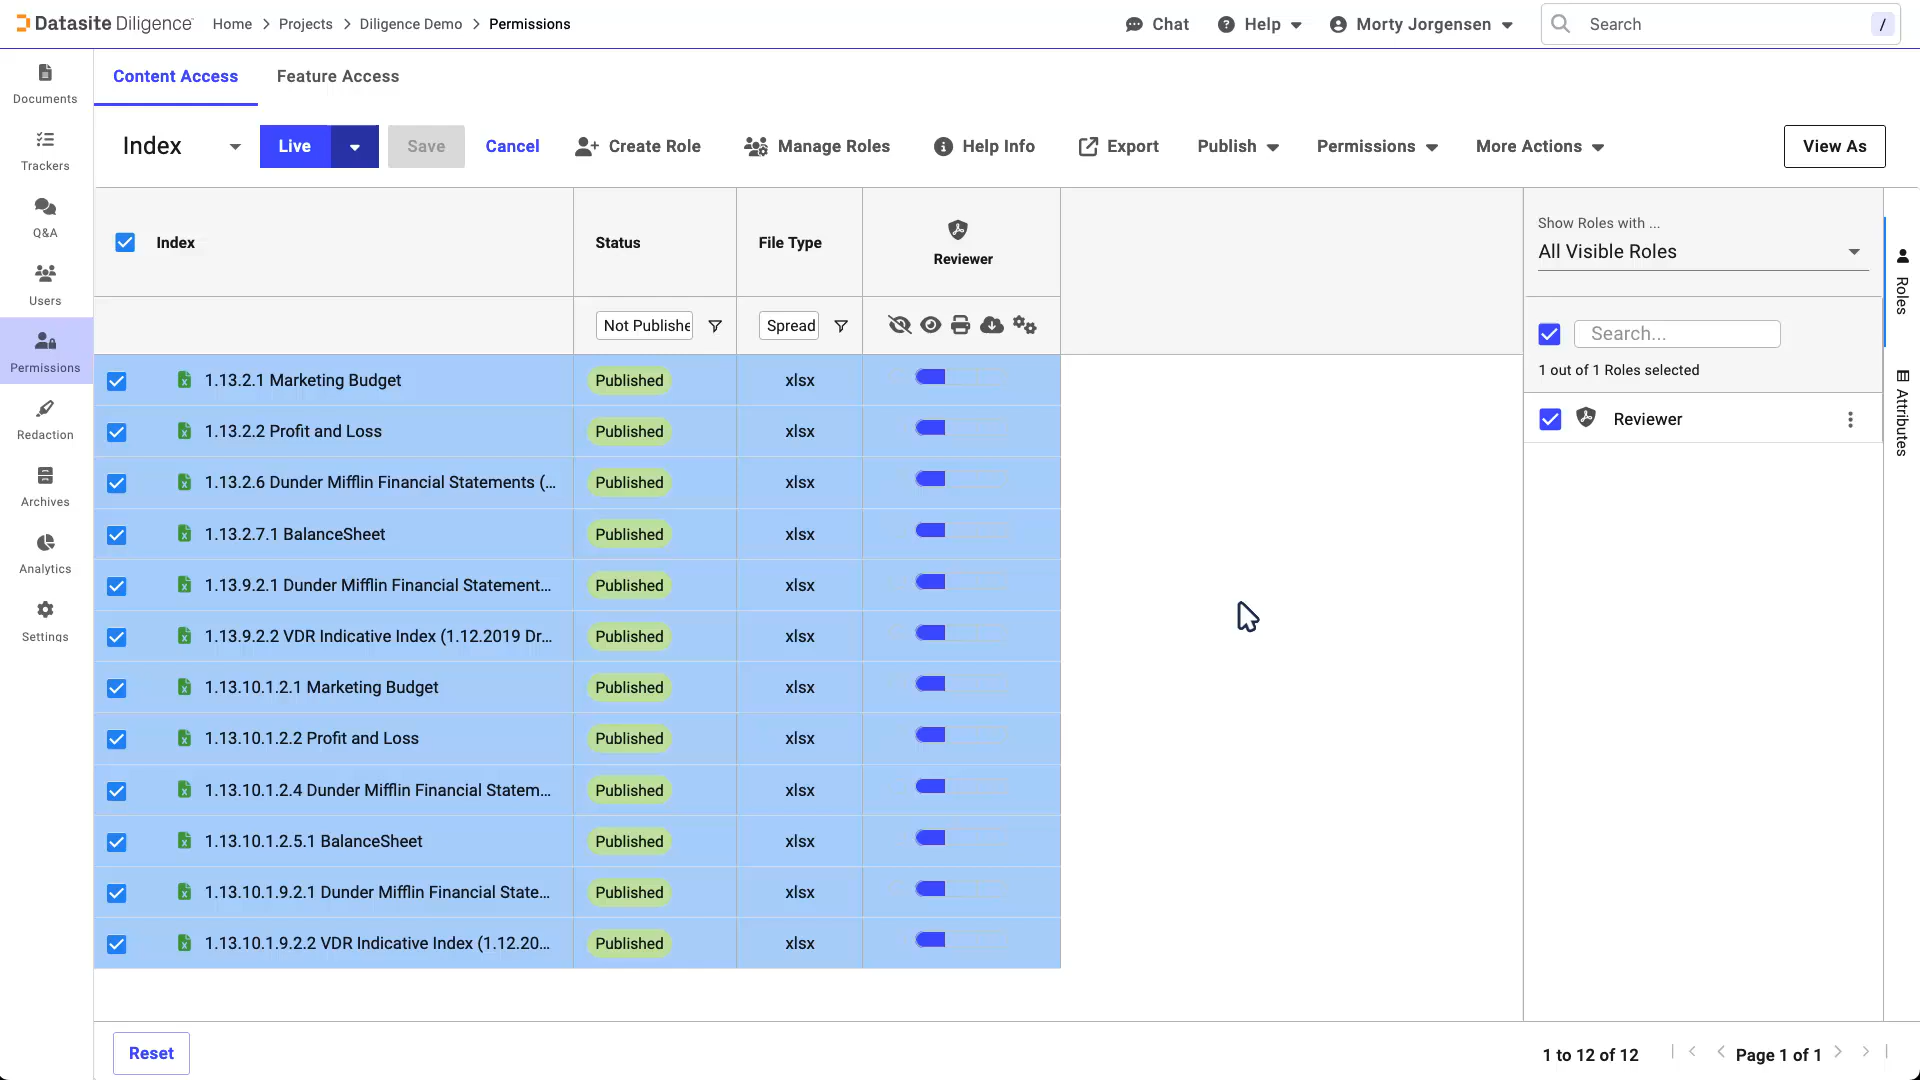 Datasite Diligence Home Projects Diligence Demo Permissions Chat Help Morty Jorgensen Search /
Documents
Trackers
Q&A
Users
Permissions
Redaction
Archives
Analytics
Settings
Content Access Feature Access
Index Live Save Cancel Create Role Manage Roles Help Info Export Publish Permissions More Actions View As
Index Status File Type Reviewer
Not Publishe Spread
1.13.2.1 Marketing Budget Published xlsx
1.13.2.2 Profit and Loss Published xlsx
1.13.2.6 Dunder Mifflin Financial Statements (... Published xlsx
1.13.2.7.1 BalanceSheet Published xlsx
1.13.9.2.1 Dunder Mifflin Financial Statement... Published xlsx
1.13.9.2.2 VDR Indicative Index (1.12.2019 Dr... Published xlsx
1.13.10.1.2.1 Marketing Budget Published xlsx
1.13.10.1.2.2 Profit and Loss Published xlsx
1.13.10.1.2.4 Dunder Mifflin Financial Statem... Published xlsx
1.13.10.1.2.5.1 BalanceSheet Published xlsx
1.13.10.1.9.2.1 Dunder Mifflin Financial State... Published xlsx
1.13.10.1.9.2.2 VDR Indicative Index (1.12.20... Published xlsx
Show Roles with ...
All Visible Roles
Search...
1 out of 1 Roles selected
Reviewer
Roles
Attributes
Reset
1 to 12 of 12 Page 1 of 1